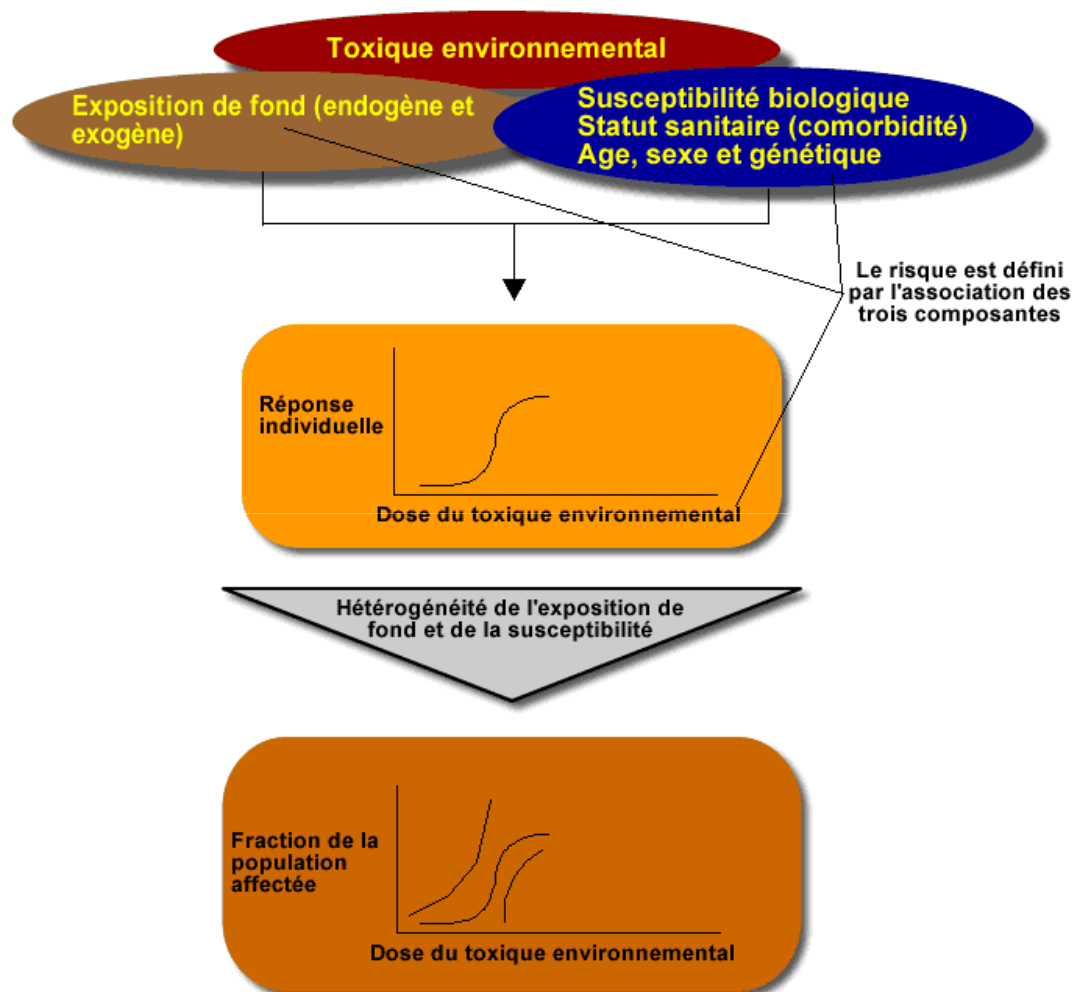 Toxique environnemental
Exposition de fond (endogène et
exogène)
Susceptibilité biologique
Statut sanitaire (comorbidité)
Age, sexe et génétique
Le risque est défini
par l'association des
trois composantes
Réponse
individuelle
Dose du toxique environnemental
Hétérogénéité de l'exposition de
fond et de la susceptibilité
Fraction de la
population
affectée
Dose du toxique environnemental